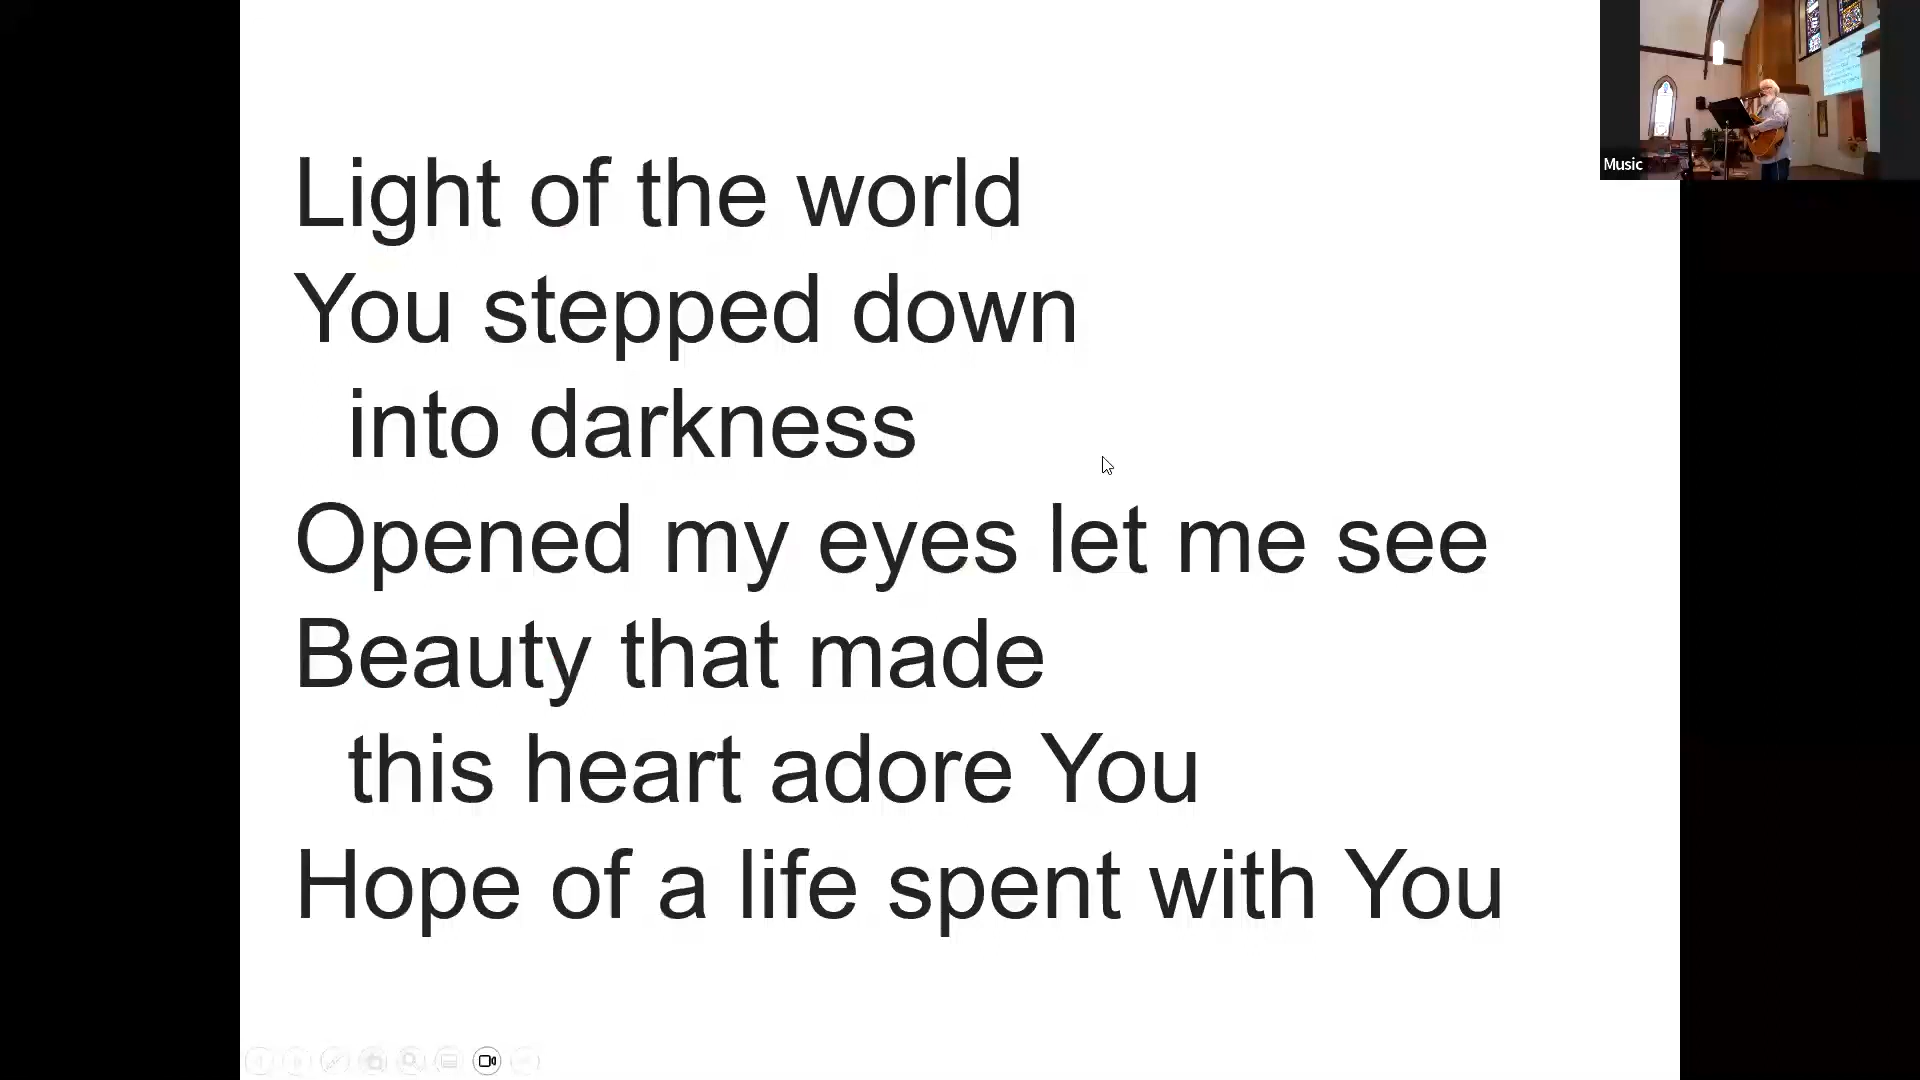 Light of the world
You stepped down
into darkness
Opened my eyes let me see
Beauty that made
this heart adore You
Hope of a life spent with You
Music